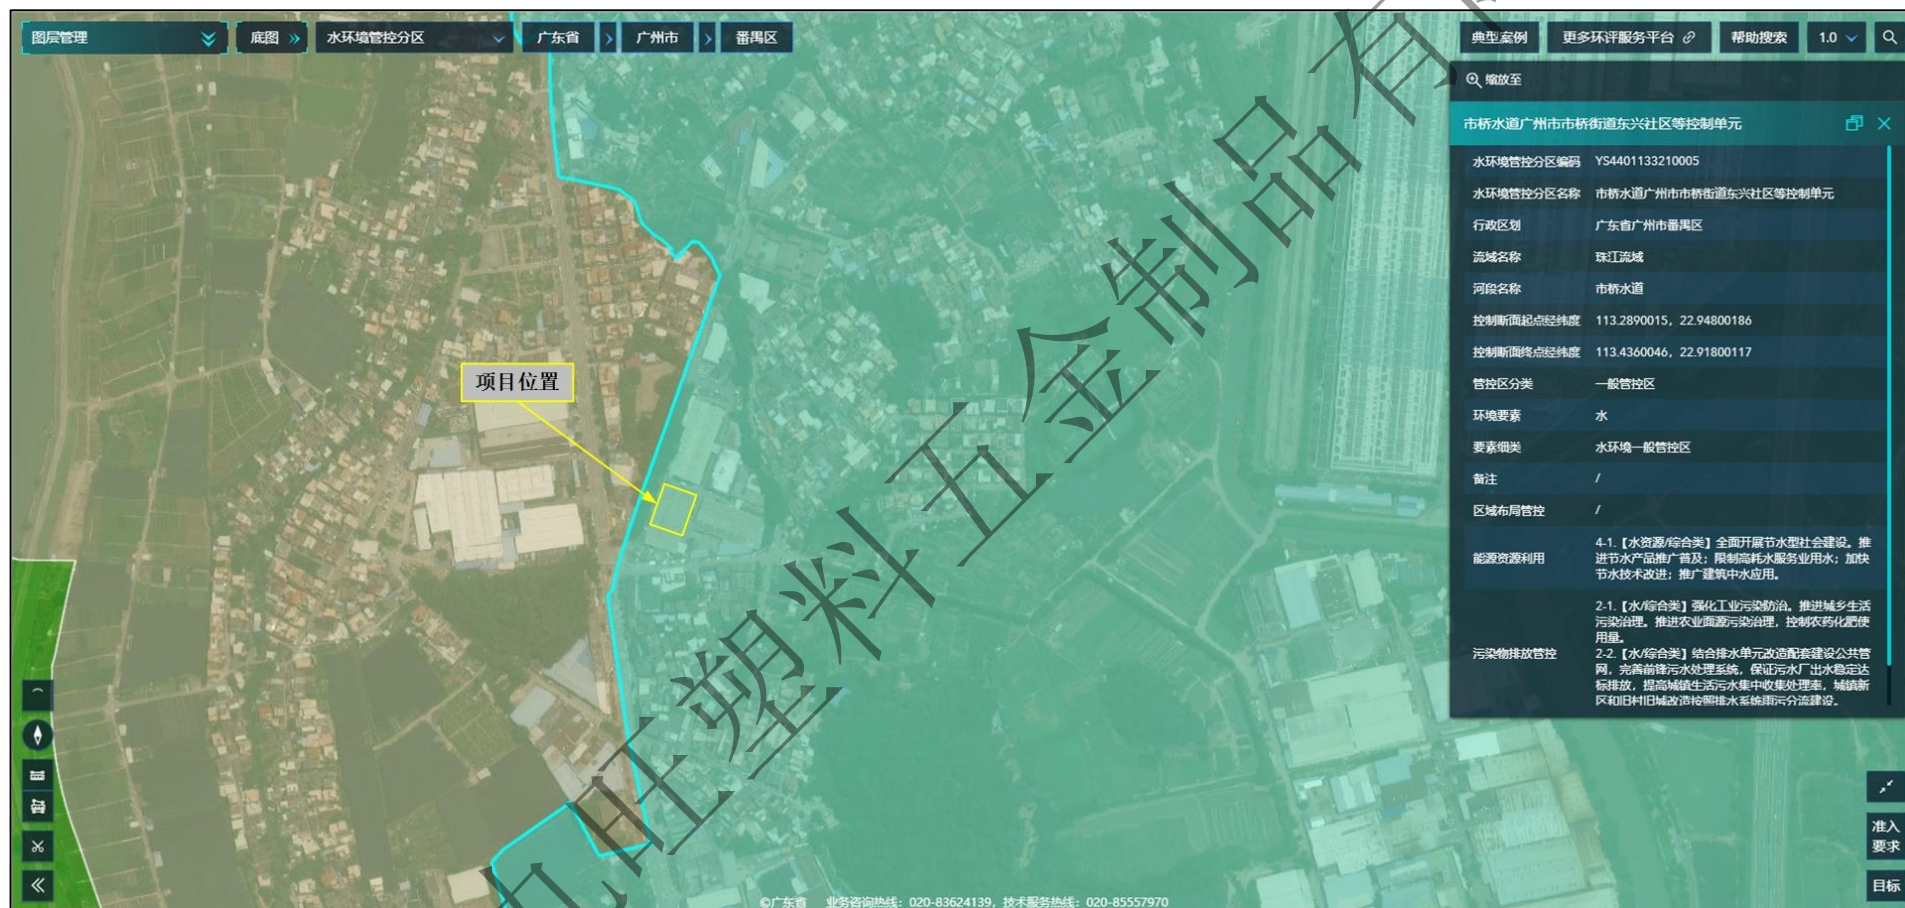 图层管理
底图
水环境管控分区
广东省
广州市
番禺区
典型案例
更多环评服务平台
帮助搜索
1.0
缩放至
市桥水道广州市市桥街道东兴社区等控制单元
水环境管控分区编码 YS4401133210005
水环境管控分区名称 市桥水道广州市市桥街道东兴社区等控制单元
行政区划 广东省广州市番禺区
流域名称 珠江流域
河段名称 市桥水道
控制断面起点经纬度 113.2890015, 22.94800186
控制断面终点经纬度 113.4360046, 22.91800117
管控区分类 一般管控区
环境要素 水
要素细类 水环境一般管控区
备注 /
区域布局管控 /
能源资源利用
4-1.【水资源/综合类】全面开展节水型社会建设。推
进节水产品推广普及；限制高耗水服务业用水；加快
节水技术改进；推广建筑中水应用。
污染物排放管控
2-1.【水/综合类】强化工业污染防治。推进城乡生活
污染治理。推进农业面源污染治理，控制农药化肥使
用量。
2-2.【水/综合类】结合排水单元改造配套建设公共管
网，完善前锋污水处理系统，保证污水厂出水稳定达
标排放，提高城镇生活污水集中收集处理率，城镇新
区和旧村旧城改造按照排水系统雨污分流建设。
项目位置
准入
要求
目标
©广东省 业务咨询热线：020-83624139，技术服务热线：020-85557970
旺塑料五金制品有